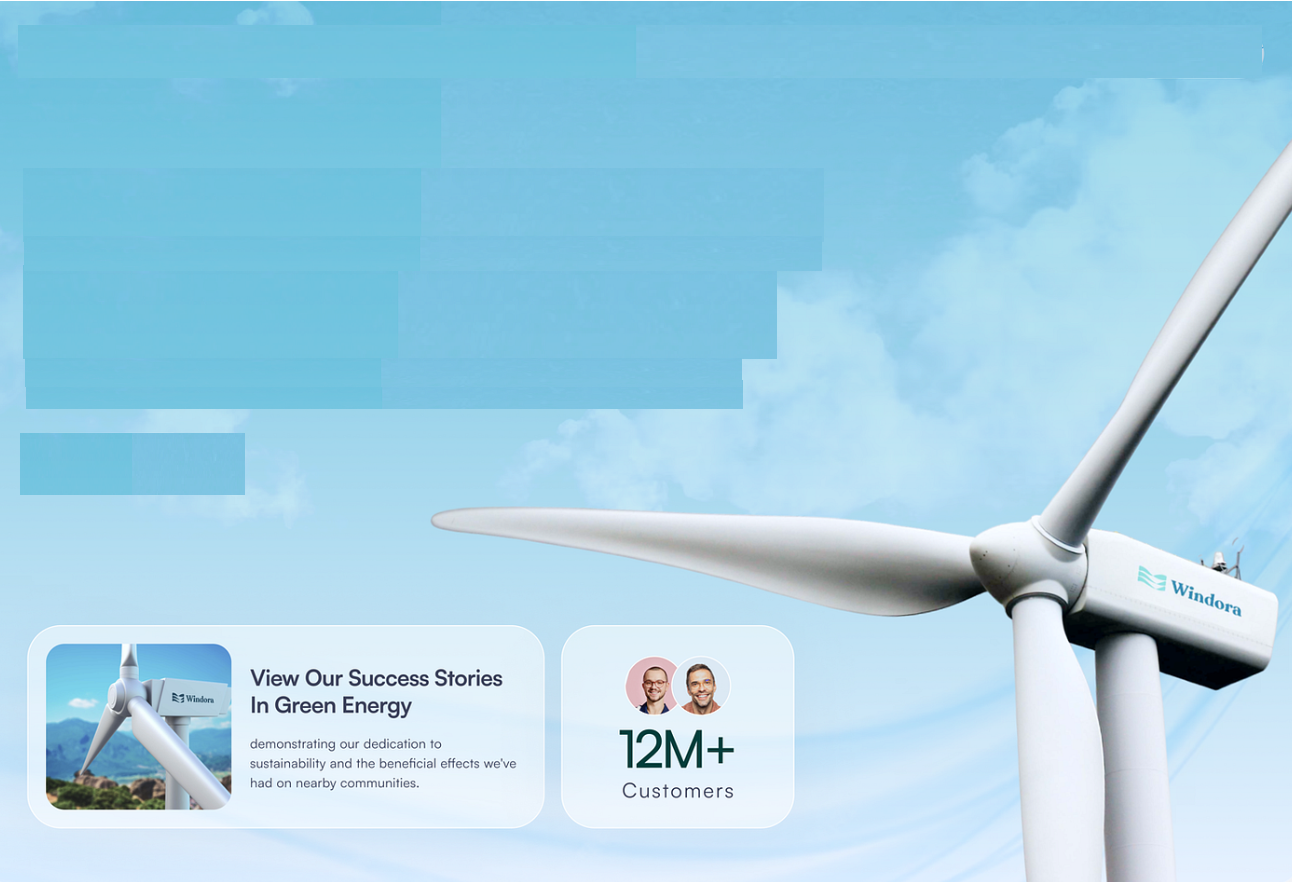 Windora
View Our Success Stories
In Green Energy
Windora
demonstrating our dedication to
sustainability and the beneficial effects we've
had on nearby communities.
12M+
Customers